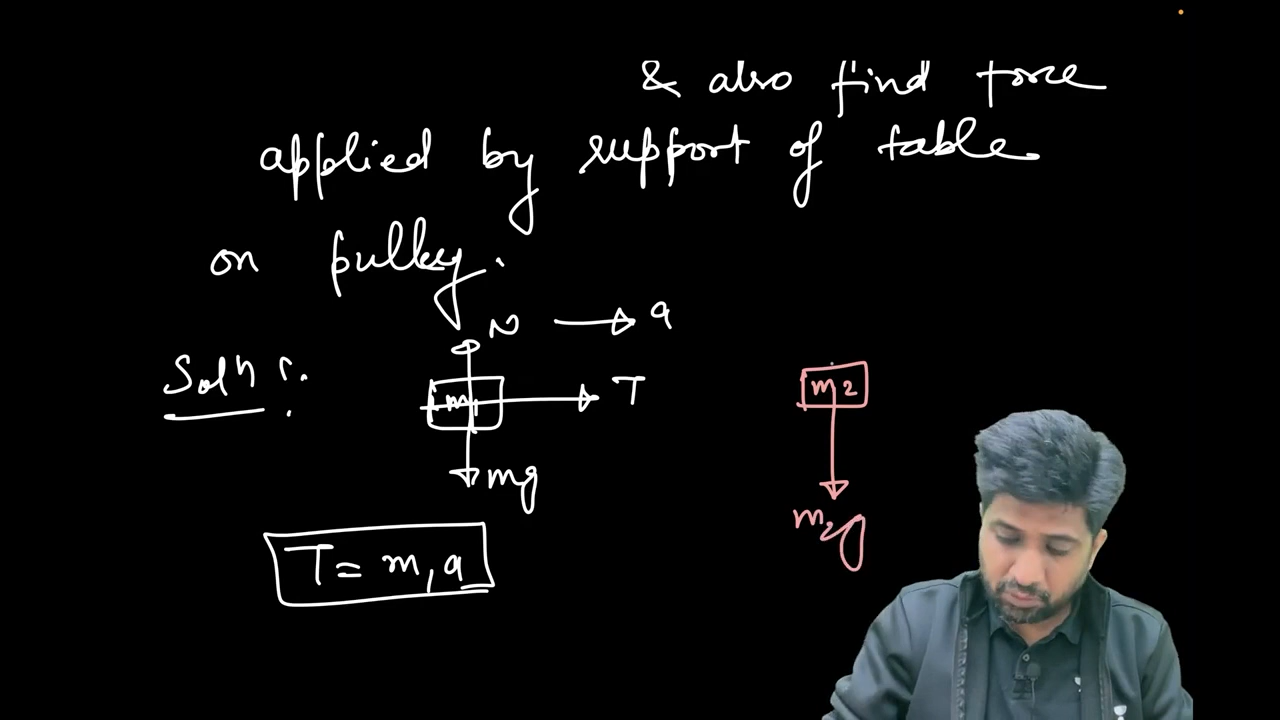 & also find force
applied by support of table
on pulley.
N → a
Solⁿ :
m₁
T
mg
T = m₁a
m2
m₂g